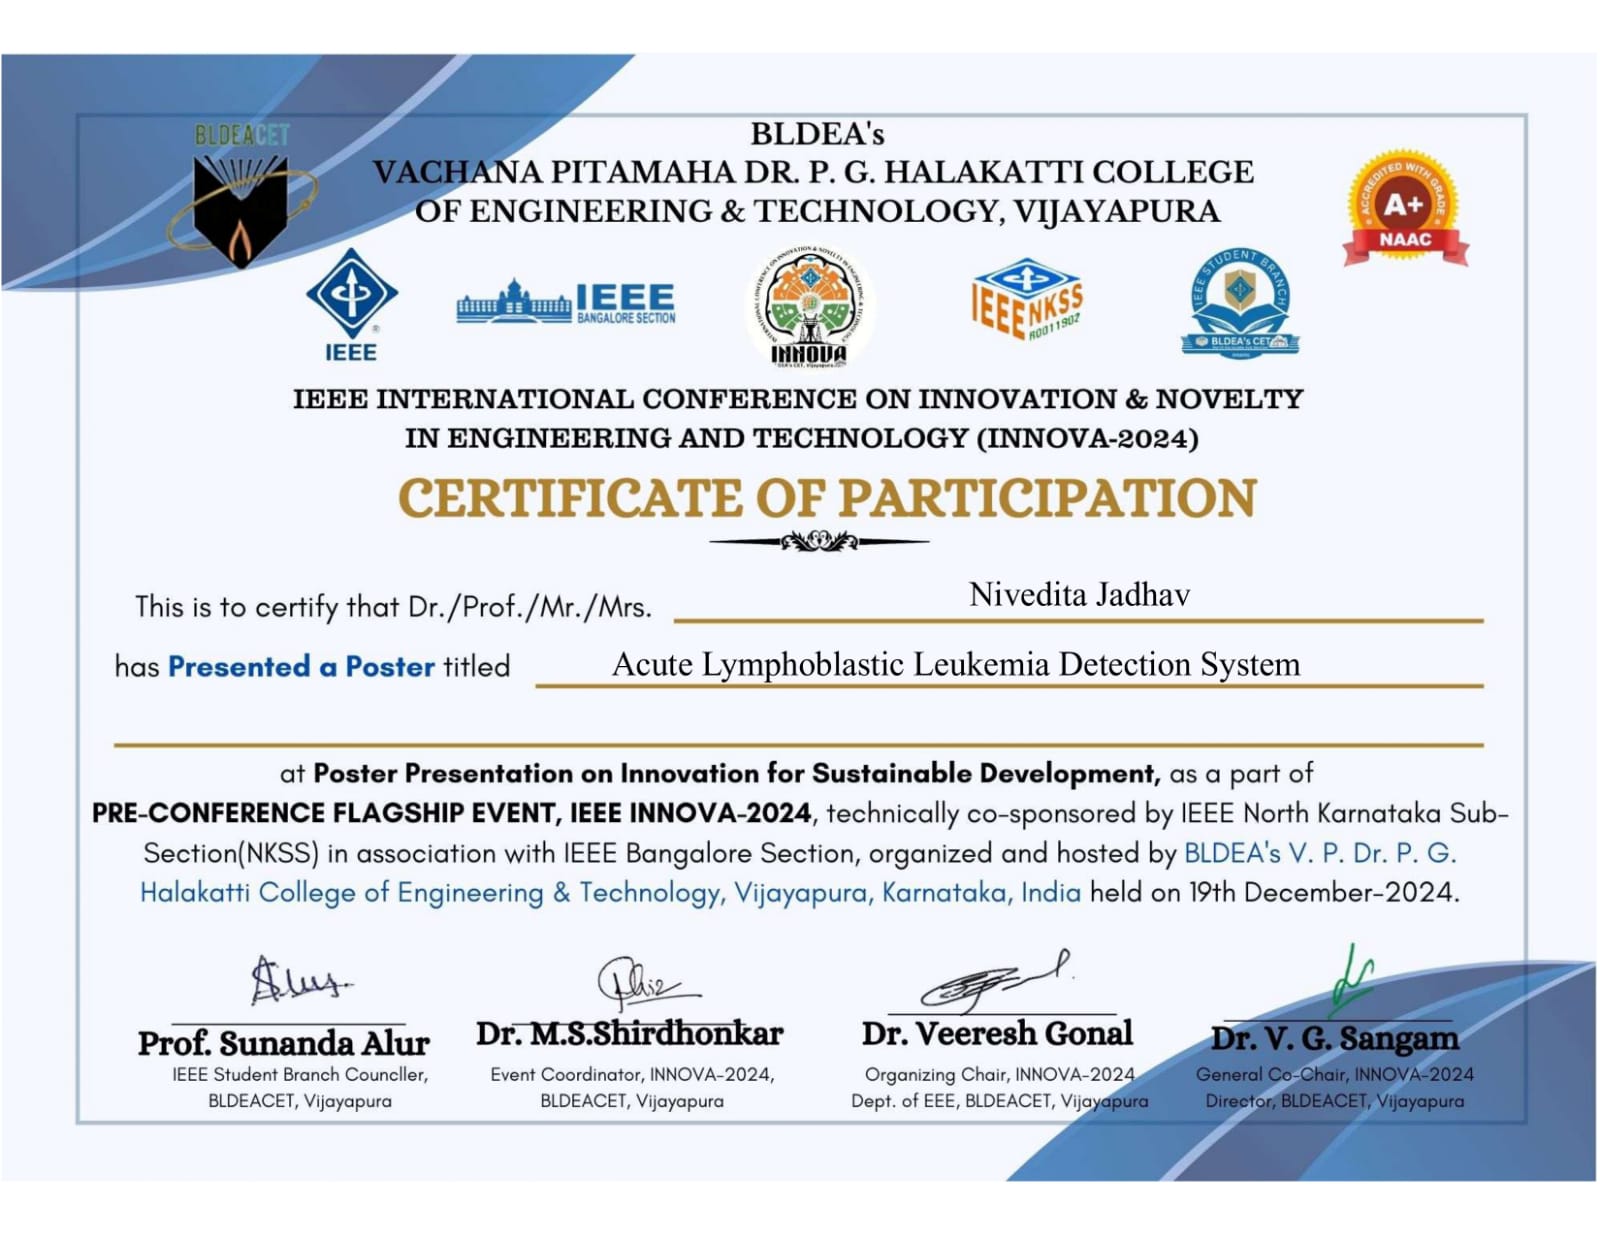 BLDEACET
BLDEA's
VACHANA PITAMAHA DR. P. G. HALAKATTI COLLEGE
OF ENGINEERING & TECHNOLOGY, VIJAYAPURA
ACCREDITED WITH GRADE
A+
NAAC
IEEE
IEEE
BANGALORE SECTION
INNOVA
IEEE NKSS
R0011902
IEEE STUDENT BRANCH
BLDEA's CET
IEEE INTERNATIONAL CONFERENCE ON INNOVATION & NOVELTY
IN ENGINEERING AND TECHNOLOGY (INNOVA-2024)
CERTIFICATE OF PARTICIPATION
This is to certify that Dr./Prof./Mr./Mrs. Nivedita Jadhav
has Presented a Poster titled Acute Lymphoblastic Leukemia Detection System
at Poster Presentation on Innovation for Sustainable Development, as a part of
PRE-CONFERENCE FLAGSHIP EVENT, IEEE INNOVA-2024, technically co-sponsored by IEEE North Karnataka Sub-
Section(NKSS) in association with IEEE Bangalore Section, organized and hosted by BLDEA's V. P. Dr. P. G.
Halakatti College of Engineering & Technology, Vijayapura, Karnataka, India held on 19th December-2024.
Prof. Sunanda Alur
IEEE Student Branch Councller,
BLDEACET, Vijayapura
Dr. M.S.Shirdhonkar
Event Coordinator, INNOVA-2024,
BLDEACET, Vijayapura
Dr. Veeresh Gonal
Organizing Chair, INNOVA-2024
Dept. of EEE, BLDEACET, Vijayapura
Dr. V. G. Sangam
General Co-Chair, INNOVA-2024
Director, BLDEACET, Vijayapura